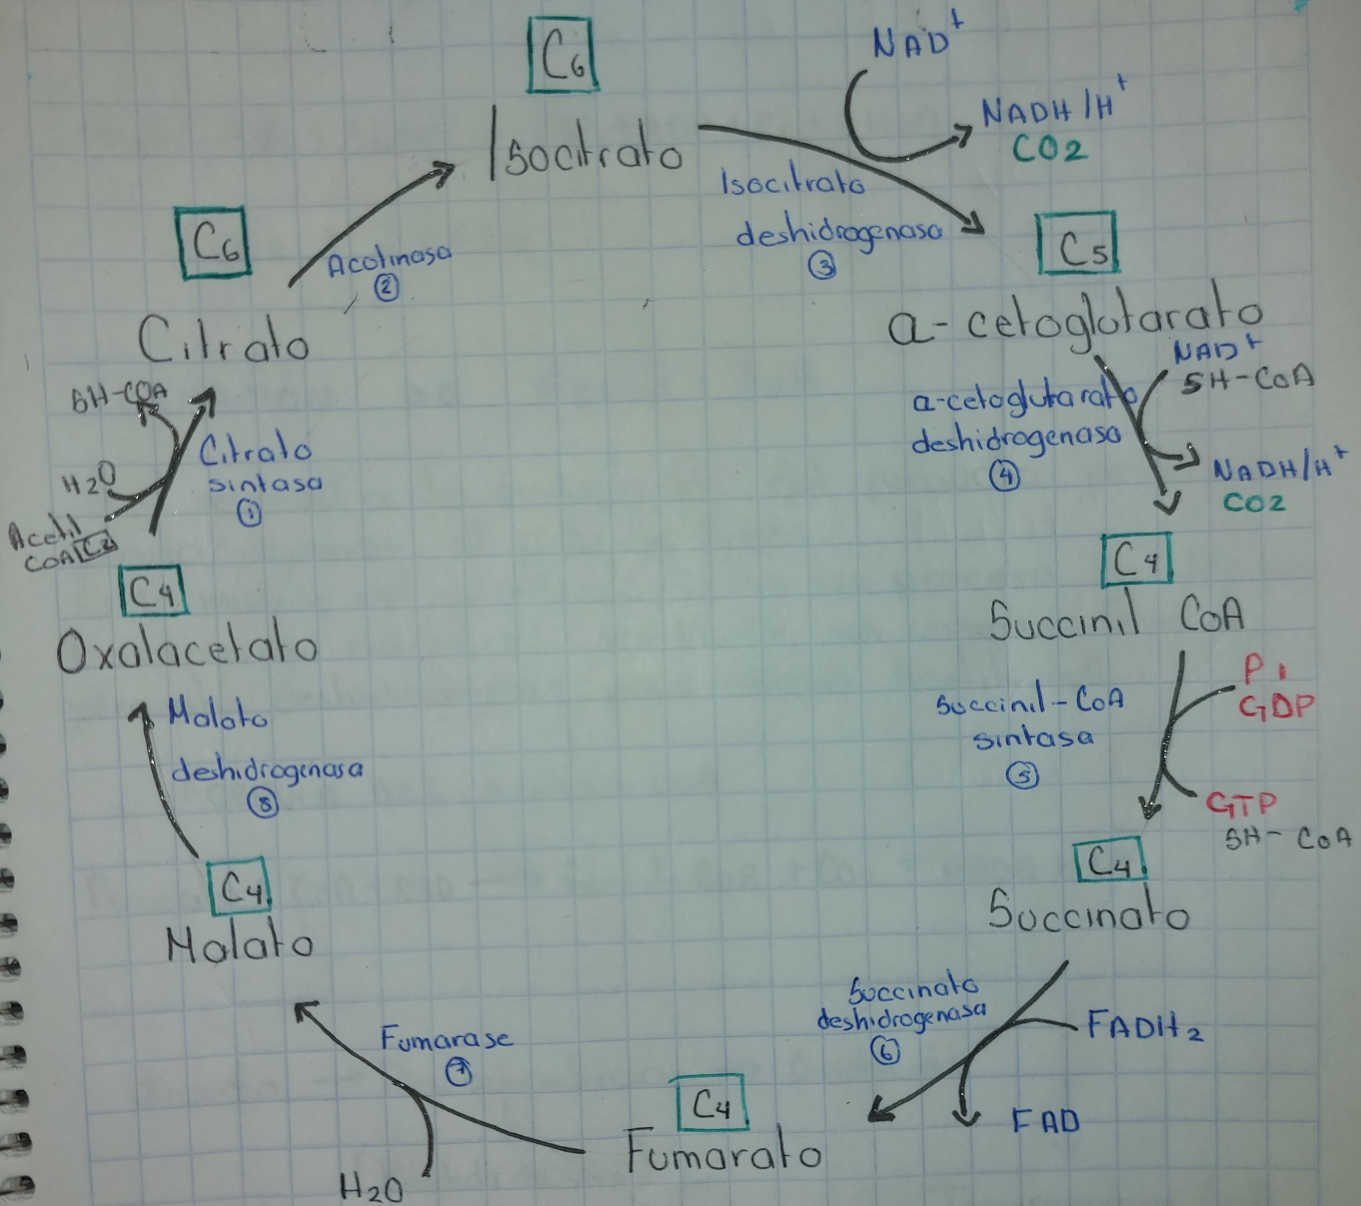 C6
Isocitrato
NAD+
NADH/H+
CO2
Isocitrato
deshidrogenasa
③
C5
a-cetoglutarato
NAD+
SH-CoA
a-cetoglutarato
deshidrogenasa
④
NADH/H+
CO2
C4
Succinil CoA
Pi
GDP
Succinil-CoA
sintasa
⑤
GTP
SH-CoA
C4
Succinato
Succinato
deshidrogenasa
⑥
FADH2
FAD
C4
Fumarato
Fumarase
⑦
H2O
C4
Malato
Malato
deshidrogenasa
⑧
C4
Oxalacetato
Acetil
CoA C2
H2O
SH-COA
Citrato
sintasa
①
C6
Citrato
Acotinasa
②